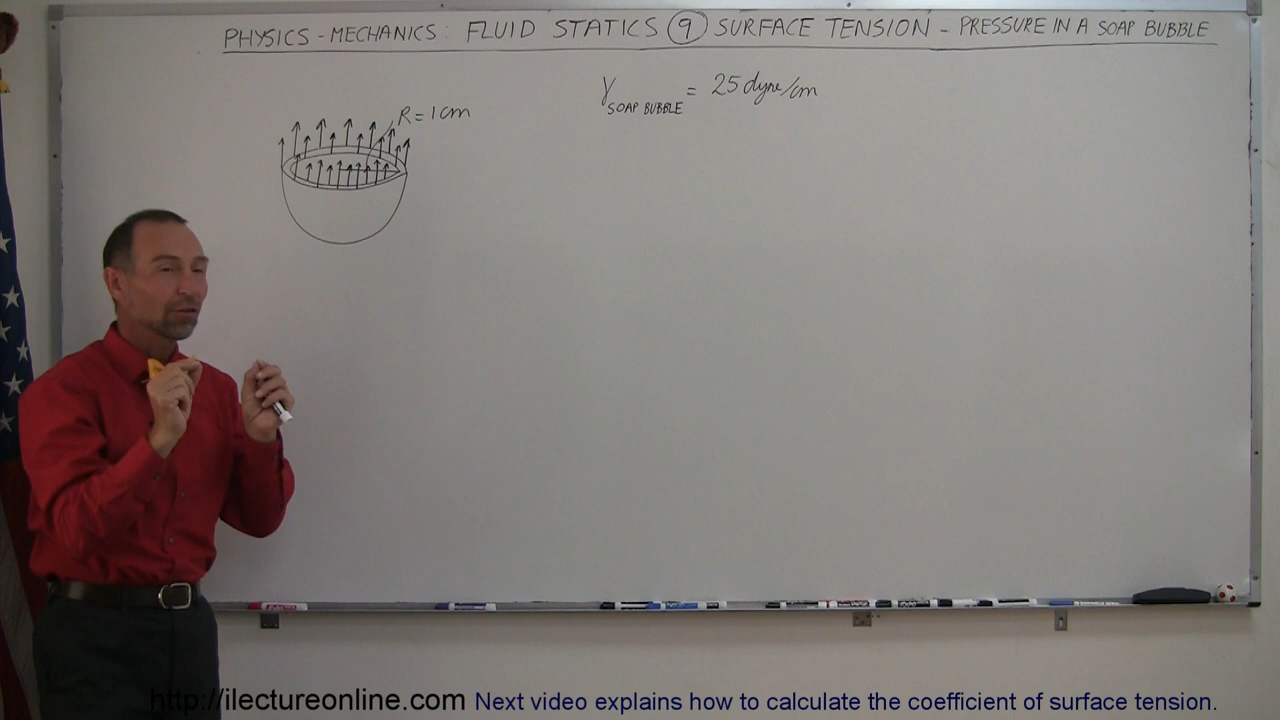 PHYSICS - MECHANICS: FLUID STATICS 9 SURFACE TENSION - PRESSURE IN A SOAP BUBBLE
γ SOAP BUBBLE = 25 dyne/cm
R = 1 cm
http://ilectureonline.com Next video explains how to calculate the coefficient of surface tension.